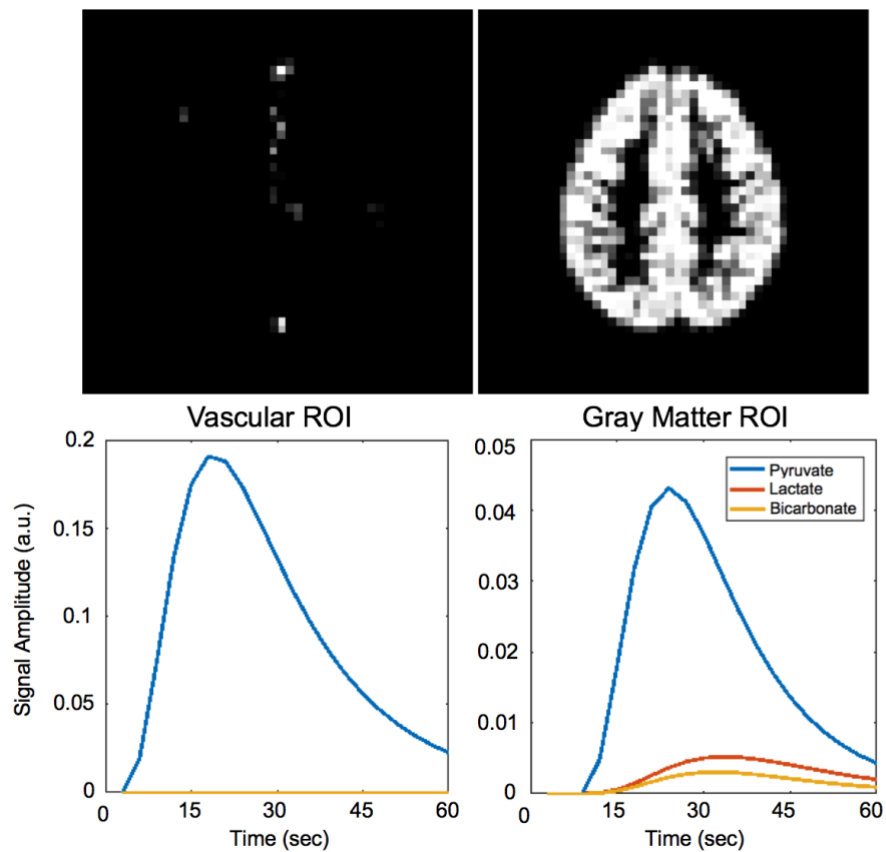 Vascular ROI
Gray Matter ROI
Signal Amplitude (a.u.)
0.2
0.15
0.1
0.05
0
0
15
30
45
60
Time (sec)
0.05
0.04
0.03
0.02
0.01
0
15
30
45
60
Time (sec)
Pyruvate
Lactate
Bicarbonate